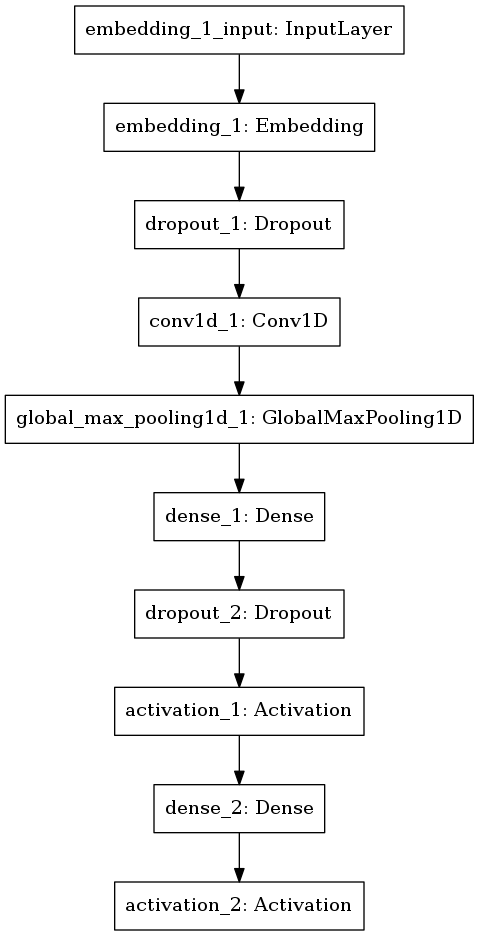 embedding_1_input: InputLayer
embedding_1: Embedding
dropout_1: Dropout
conv1d_1: Conv1D
global_max_pooling1d_1: GlobalMaxPooling1D
dense_1: Dense
dropout_2: Dropout
activation_1: Activation
dense_2: Dense
activation_2: Activation